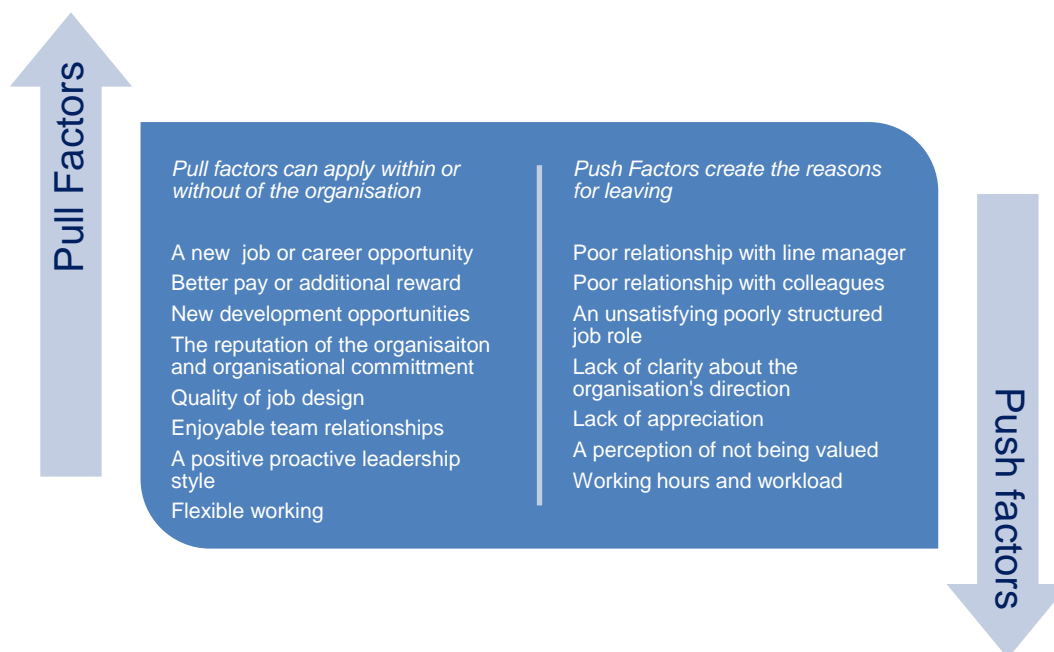 Pull Factors
Pull factors can apply within or
without of the organisation
A new  job or career opportunity
Better pay or additional reward
New development opportunities
The reputation of the organisaiton
and organisational committment
Quality of job design
Enjoyable team relationships
A positive proactive leadership
style
Flexible working
Push Factors create the reasons
for leaving
Poor relationship with line manager
Poor relationship with colleagues
An unsatisfying poorly structured
job role
Lack of clarity about the
organisation's direction
Lack of appreciation
A perception of not being valued
Working hours and workload
Push factors